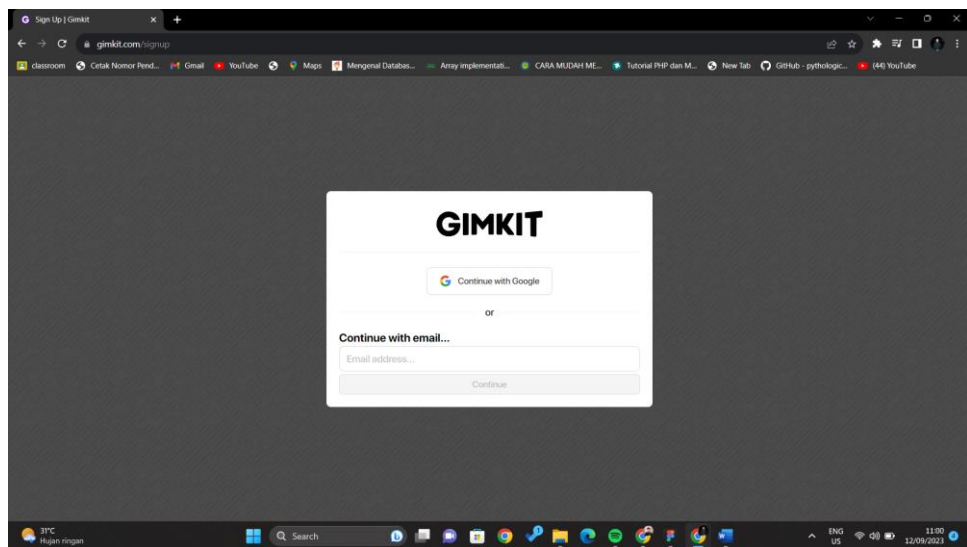 Sign Up | Gimkit
gimkit.com/signup
classroom Cetak Nomor Pend... Gmail YouTube Maps Mengenal Databas... Array implementati... CARA MUDAH ME... Tutorial PHP dan M... New Tab GitHub - pythologic... (44) YouTube
GIMKIT
Continue with Google
or
Continue with email...
Email address...
Continue
31°C
Hujan ringan
Search
ENG
US
11:00
12/09/2023